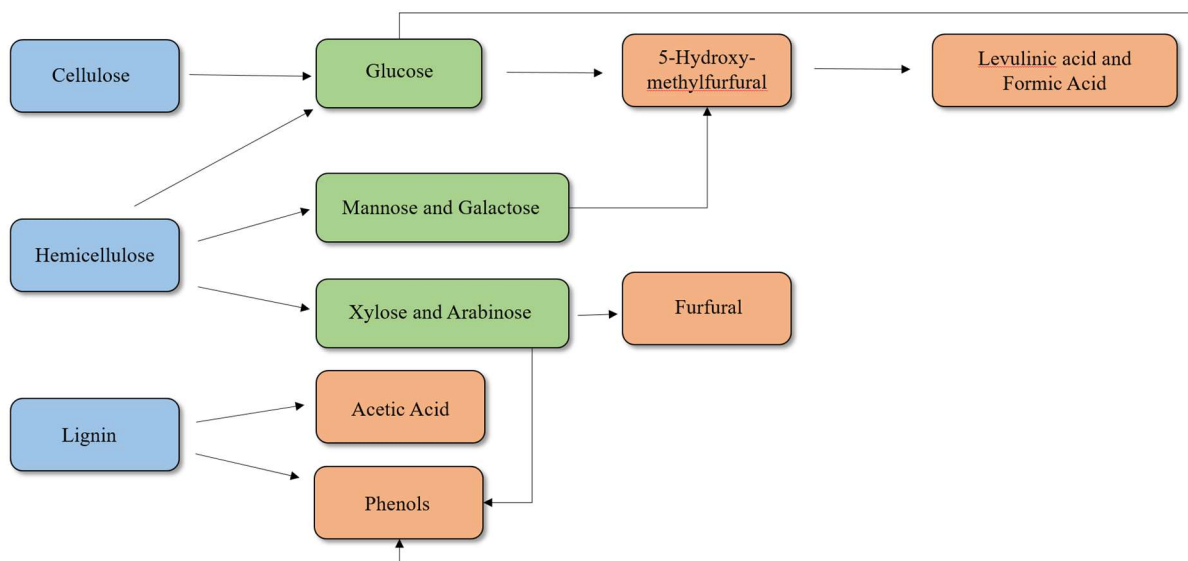 Cellulose
Glucose
5-Hydroxy-
methylfurfural
Levulinic acid and
Formic Acid
Hemicellulose
Mannose and Galactose
Xylose and Arabinose
Furfural
Lignin
Acetic Acid
Phenols